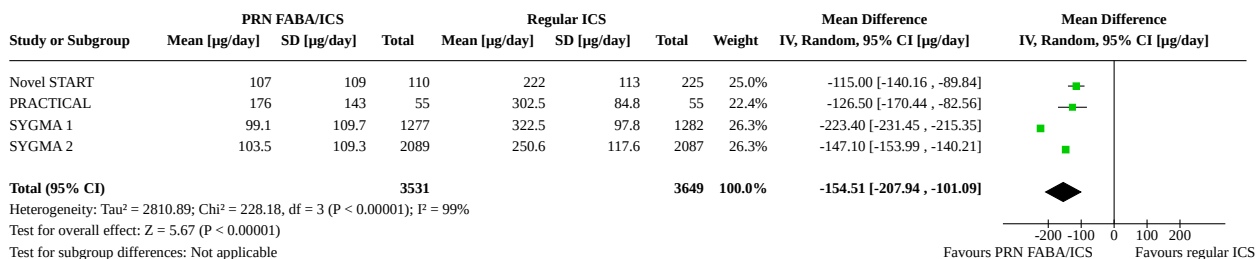 PRN FABA/ICS Regular ICS Mean Difference Mean Difference
Study or Subgroup Mean [µg/day] SD [µg/day] Total Mean [µg/day] SD [µg/day] Total Weight IV, Random, 95% CI [µg/day] IV, Random, 95% CI [µg/day]
Novel START 107 109 110 222 113 225 25.0% -115.00 [-140.16 , -89.84]
PRACTICAL 176 143 55 302.5 84.8 55 22.4% -126.50 [-170.44 , -82.56]
SYGMA 1 99.1 109.7 1277 322.5 97.8 1282 26.3% -223.40 [-231.45 , -215.35]
SYGMA 2 103.5 109.3 2089 250.6 117.6 2087 26.3% -147.10 [-153.99 , -140.21]
Total (95% CI) 3531 3649 100.0% -154.51 [-207.94 , -101.09]
Heterogeneity: Tau² = 2810.89; Chi² = 228.18, df = 3 (P < 0.00001); I² = 99%
Test for overall effect: Z = 5.67 (P < 0.00001) -200 -100 0 100 200
Test for subgroup differences: Not applicable Favours PRN FABA/ICS Favours regular ICS